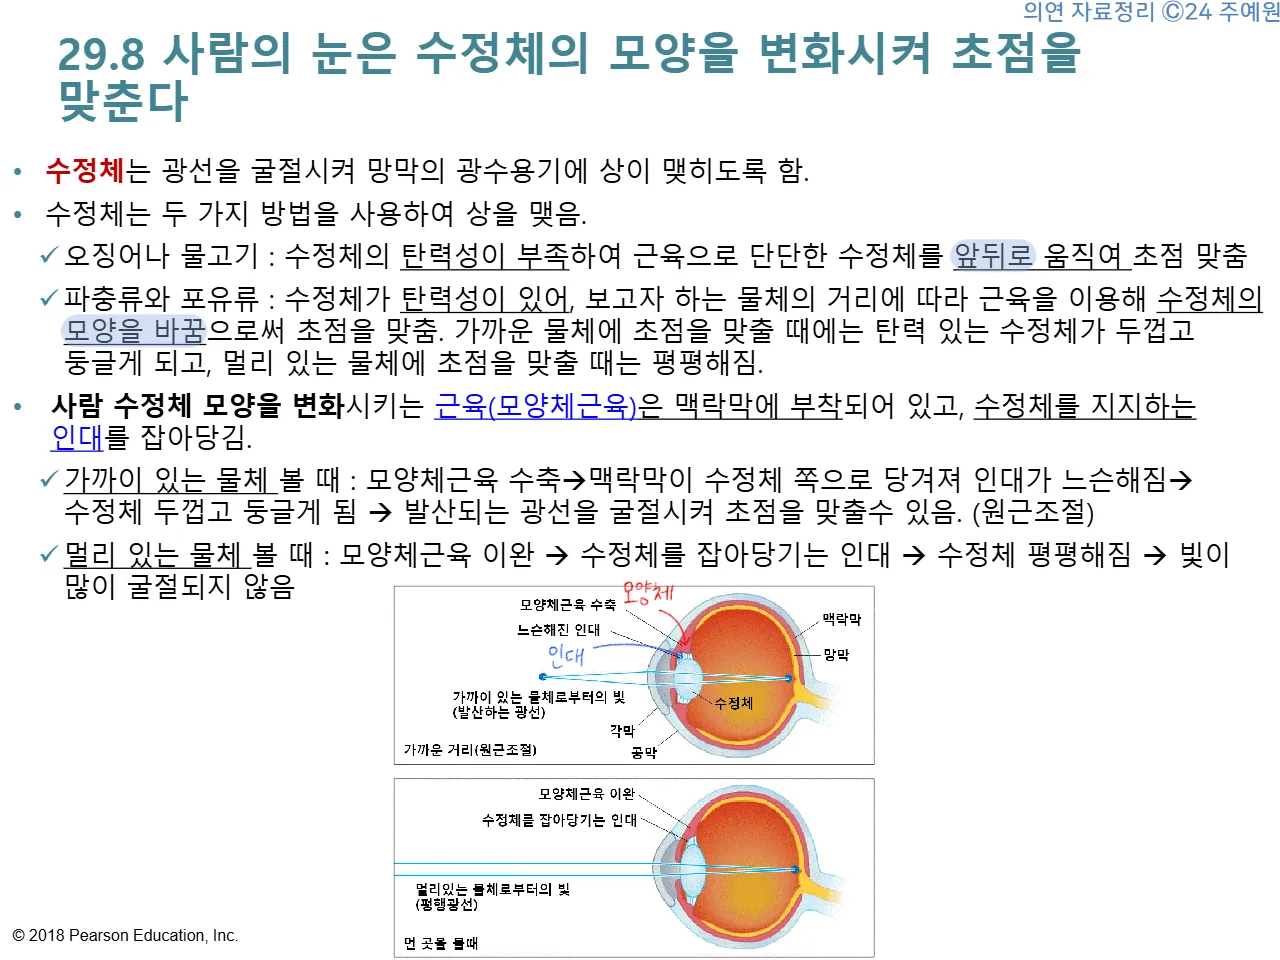 의연 자료정리 ©24 주예원
29.8 사람의 눈은 수정체의 모양을 변화시켜 초점을
맞춘다
• 수정체는 광선을 굴절시켜 망막의 광수용기에 상이 맺히도록 함.
• 수정체는 두 가지 방법을 사용하여 상을 맺음.
✓ 오징어나 물고기 : 수정체의 탄력성이 부족하여 근육으로 단단한 수정체를 앞뒤로 움직여 초점 맞춤
✓ 파충류와 포유류 : 수정체가 탄력성이 있어, 보고자 하는 물체의 거리에 따라 근육을 이용해 수정체의
모양을 바꿈으로써 초점을 맞춤. 가까운 물체에 초점을 맞출 때에는 탄력 있는 수정체가 두껍고
둥글게 되고, 멀리 있는 물체에 초점을 맞출 때는 평평해짐.
• 사람 수정체 모양을 변화시키는 근육(모양체근육)은 맥락막에 부착되어 있고, 수정체를 지지하는
인대를 잡아당김.
✓ 가까이 있는 물체 볼 때 : 모양체근육 수축→맥락막이 수정체 쪽으로 당겨져 인대가 느슨해짐→
수정체 두껍고 둥글게 됨 → 발산되는 광선을 굴절시켜 초점을 맞출수 있음. (원근조절)
✓ 멀리 있는 물체 볼 때 : 모양체근육 이완 → 수정체를 잡아당기는 인대 → 수정체 평평해짐 → 빛이
많이 굴절되지 않음
모양체근육 수축
모양체
느슨해진 인대
인대
맥락막
망막
가까이 있는 물체로부터의 빛
(발산하는 광선)
수정체
각막
공막
가까운 거리(원근조절)
모양체근육 이완
수정체를 잡아당기는 인대
멀리있는 물체로부터의 빛
(평행광선)
먼 곳을 볼때
© 2018 Pearson Education, Inc.